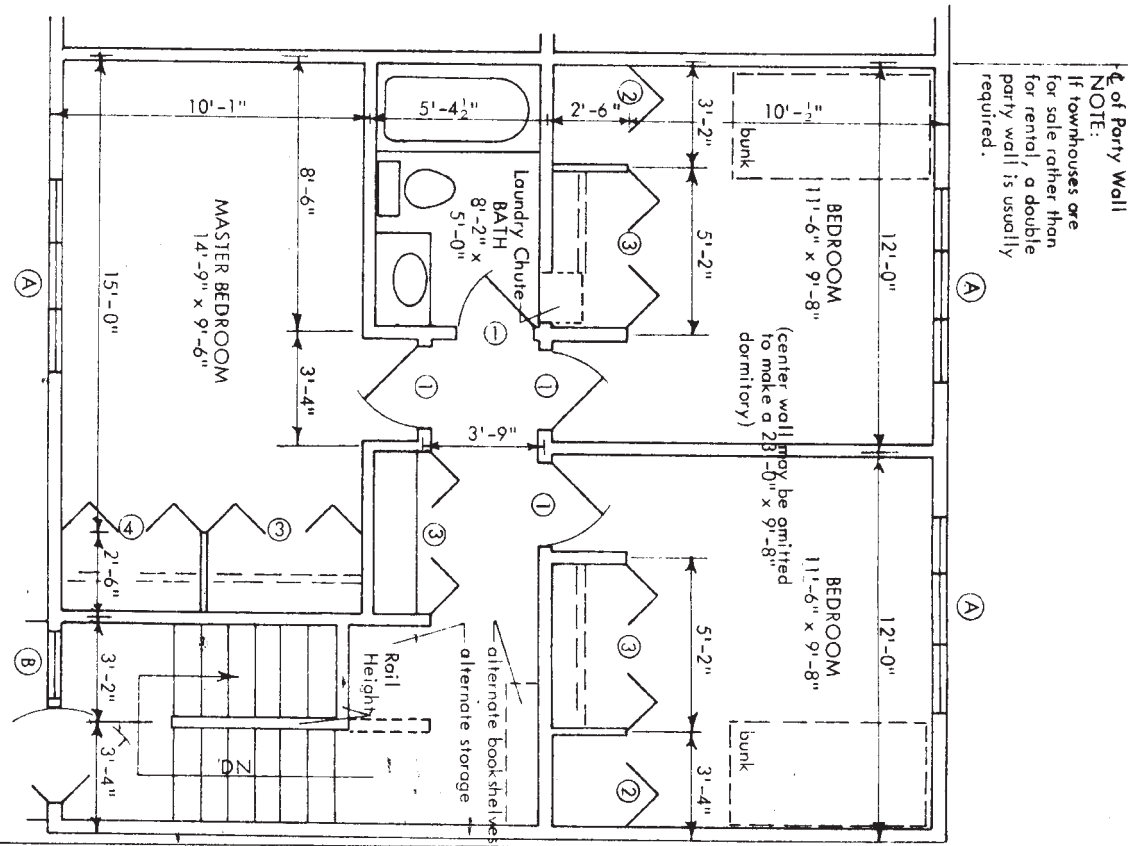 ℄ of Party Wall
NOTE:
If townhouses are
for sale rather than
for rental, a double
party wall is usually
required.
A
A
12'-0"
12'-0"
BEDROOM
11'-6" x 9'-8"
BEDROOM
11'-6" x 9'-8"
bunk
bunk
10'-½"
(center wall may be omitted
to make a 23'-0" x 9'-8"
dormitory)
3'-2"
5'-2"
5'-2"
3'-4"
2
3
3
2
2'-6"
Laundry Chute
BATH
8'-2" x
5'-0"
5'-4½"
1
1
1
1
3'-9"
3
alternate bookshelves
alternate storage
Rail
Height
10'-1"
8'-6"
3'-4"
MASTER BEDROOM
14'-9" x 9'-6"
15'-0"
4
3
2'-6"
3'-2"
3'-4"
DN
A
B